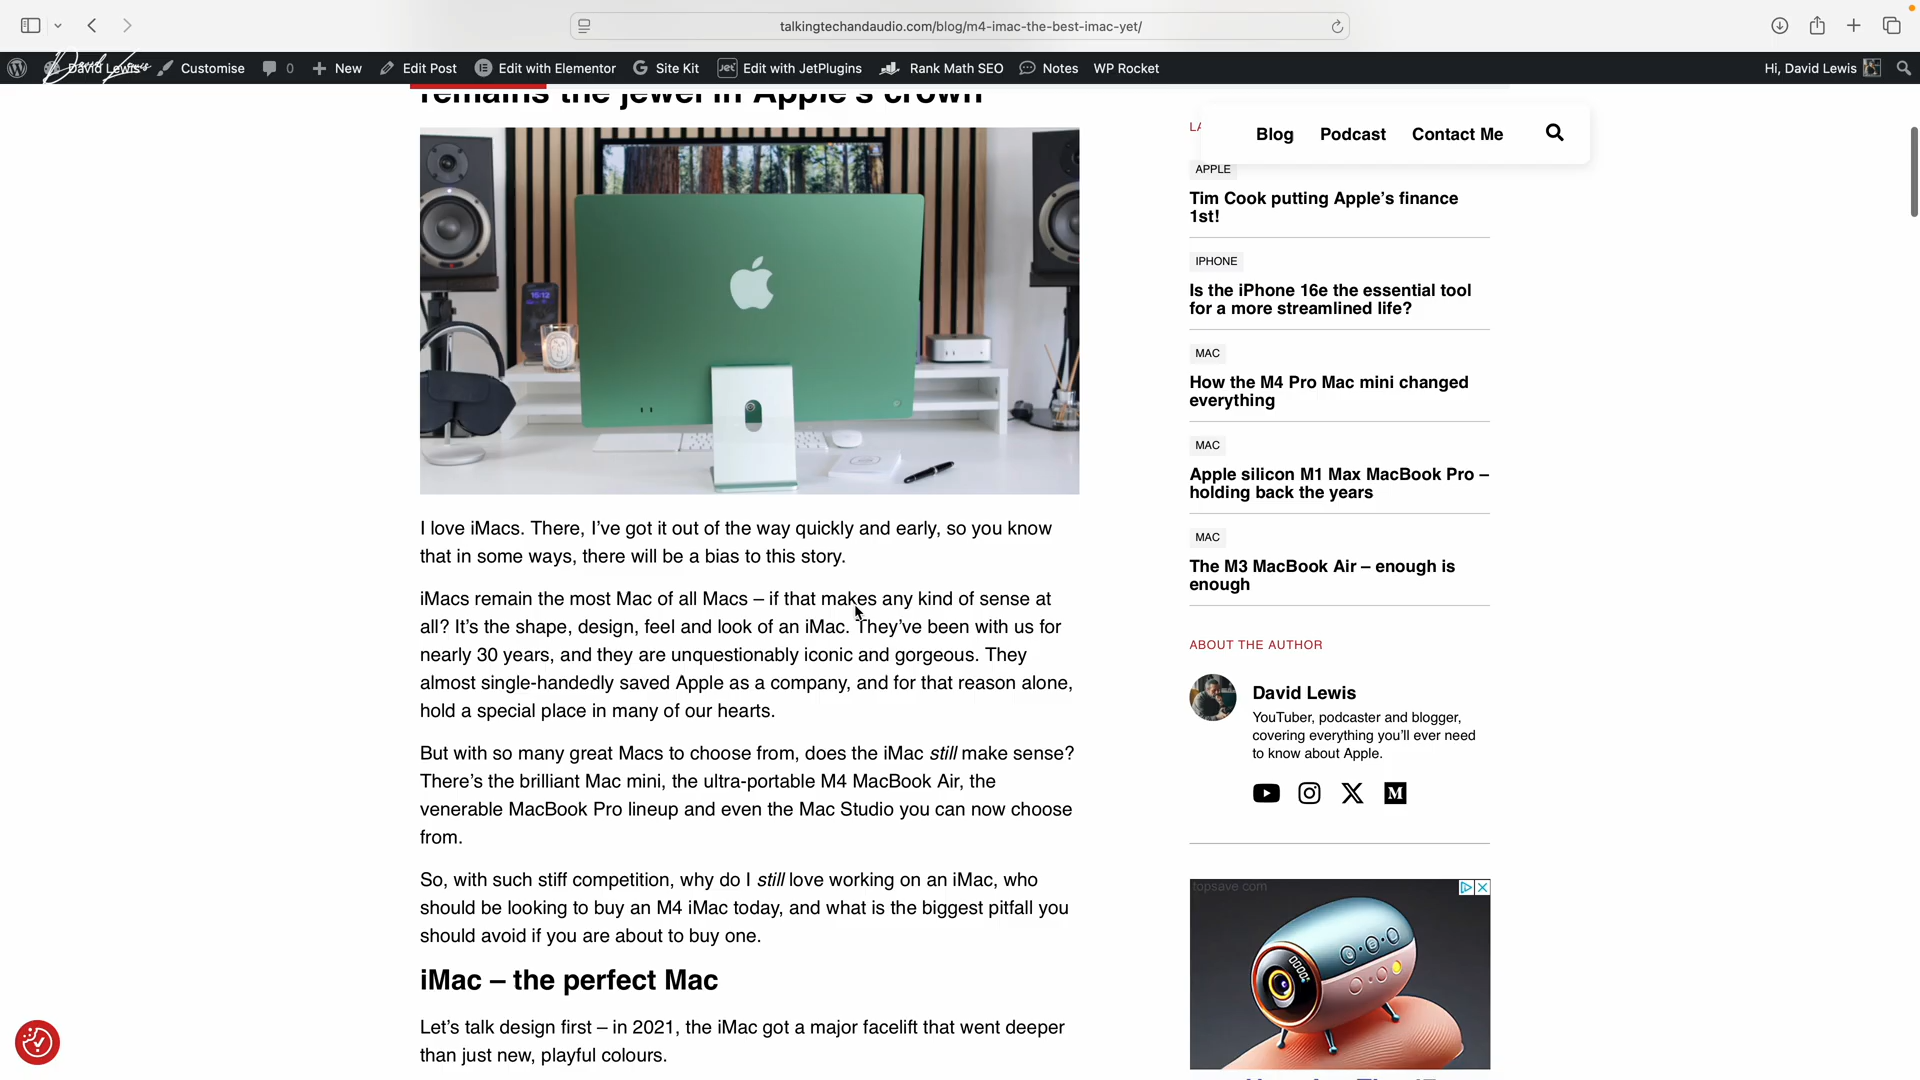 talkingtechandaudio.com/blog/m4-imac-the-best-imac-yet/
David Lewis
Customise
0
New
Edit Post
Edit with Elementor
Site Kit
Edit with JetPlugins
Rank Math SEO
Notes
WP Rocket
Hi, David Lewis
remains the jewel in Apple's crown
Blog
Podcast
Contact Me
15:12
I love iMacs. There, I've got it out of the way quickly and early, so you know
that in some ways, there will be a bias to this story.
iMacs remain the most Mac of all Macs – if that makes any kind of sense at
all? It's the shape, design, feel and look of an iMac. They've been with us for
nearly 30 years, and they are unquestionably iconic and gorgeous. They
almost single-handedly saved Apple as a company, and for that reason alone,
hold a special place in many of our hearts.
But with so many great Macs to choose from, does the iMac still make sense?
There's the brilliant Mac mini, the ultra-portable M4 MacBook Air, the
venerable MacBook Pro lineup and even the Mac Studio you can now choose
from.
So, with such stiff competition, why do I still love working on an iMac, who
should be looking to buy an M4 iMac today, and what is the biggest pitfall you
should avoid if you are about to buy one.
iMac – the perfect Mac
Let's talk design first – in 2021, the iMac got a major facelift that went deeper
than just new, playful colours.
LA
APPLE
Tim Cook putting Apple's finance
1st!
IPHONE
Is the iPhone 16e the essential tool
for a more streamlined life?
MAC
How the M4 Pro Mac mini changed
everything
MAC
Apple silicon M1 Max MacBook Pro –
holding back the years
MAC
The M3 MacBook Air – enough is
enough
ABOUT THE AUTHOR
David Lewis
YouTuber, podcaster and blogger,
covering everything you'll ever need
to know about Apple.
topsave com